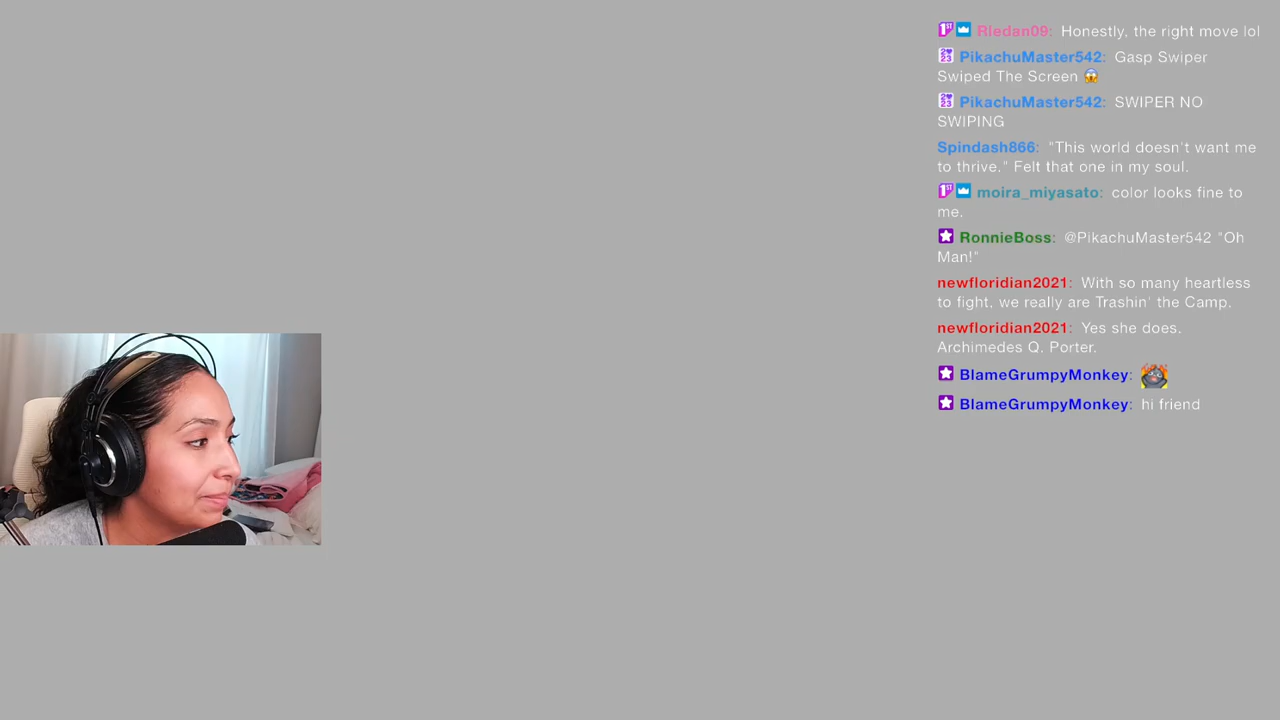 Rledan09: Honestly, the right move lol
PikachuMaster542: Gasp Swiper
Swiped The Screen 😱
PikachuMaster542: SWIPER NO
SWIPING
Spindash866: "This world doesn't want me
to thrive." Felt that one in my soul.
moira_miyasato: color looks fine to
me.
RonnieBoss: @PikachuMaster542 "Oh
Man!"
newfloridian2021: With so many heartless
to fight, we really are Trashin' the Camp.
newfloridian2021: Yes she does.
Archimedes Q. Porter.
BlameGrumpyMonkey:
BlameGrumpyMonkey: hi friend